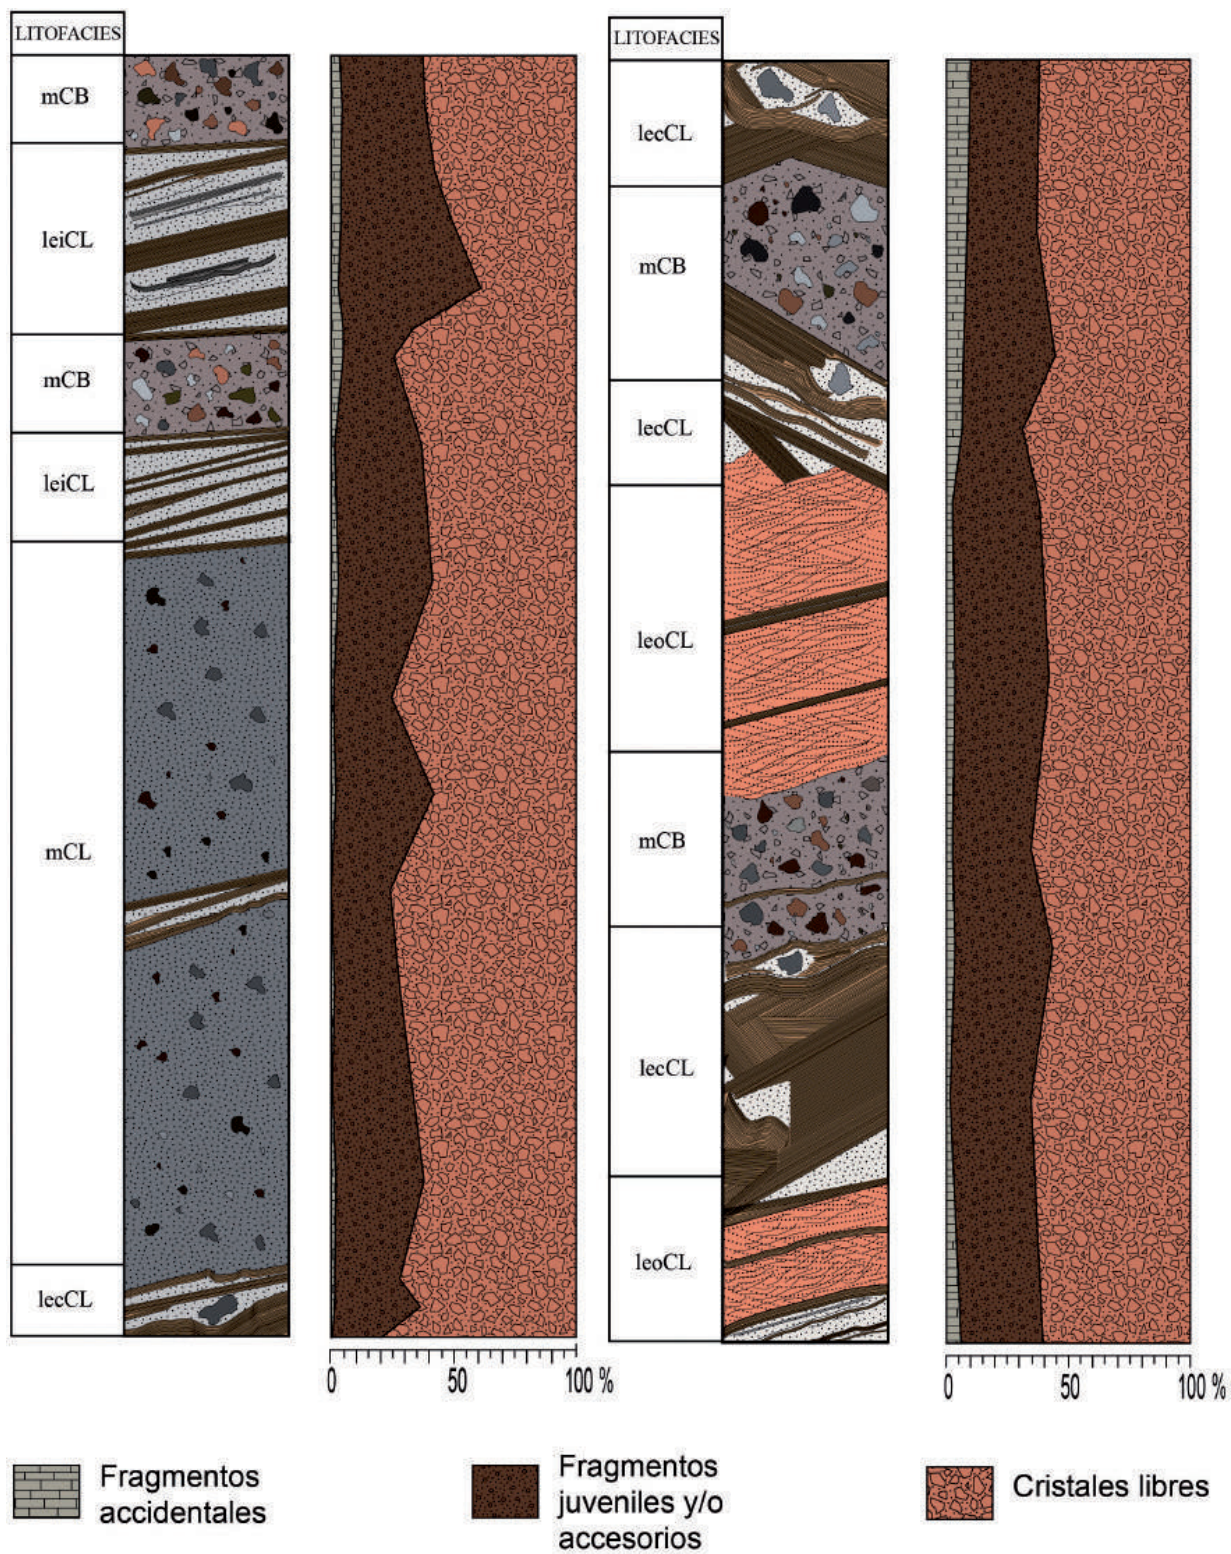 LITOFACIES
mCB
leiCL
mCB
leiCL
mCL
lecCL
0 50 100 %
LITOFACIES
lecCL
mCB
lecCL
leoCL
mCB
lecCL
leoCL
0 50 100 %
Fragmentos
accidentales
Fragmentos
juveniles y/o
accesorios
Cristales libres